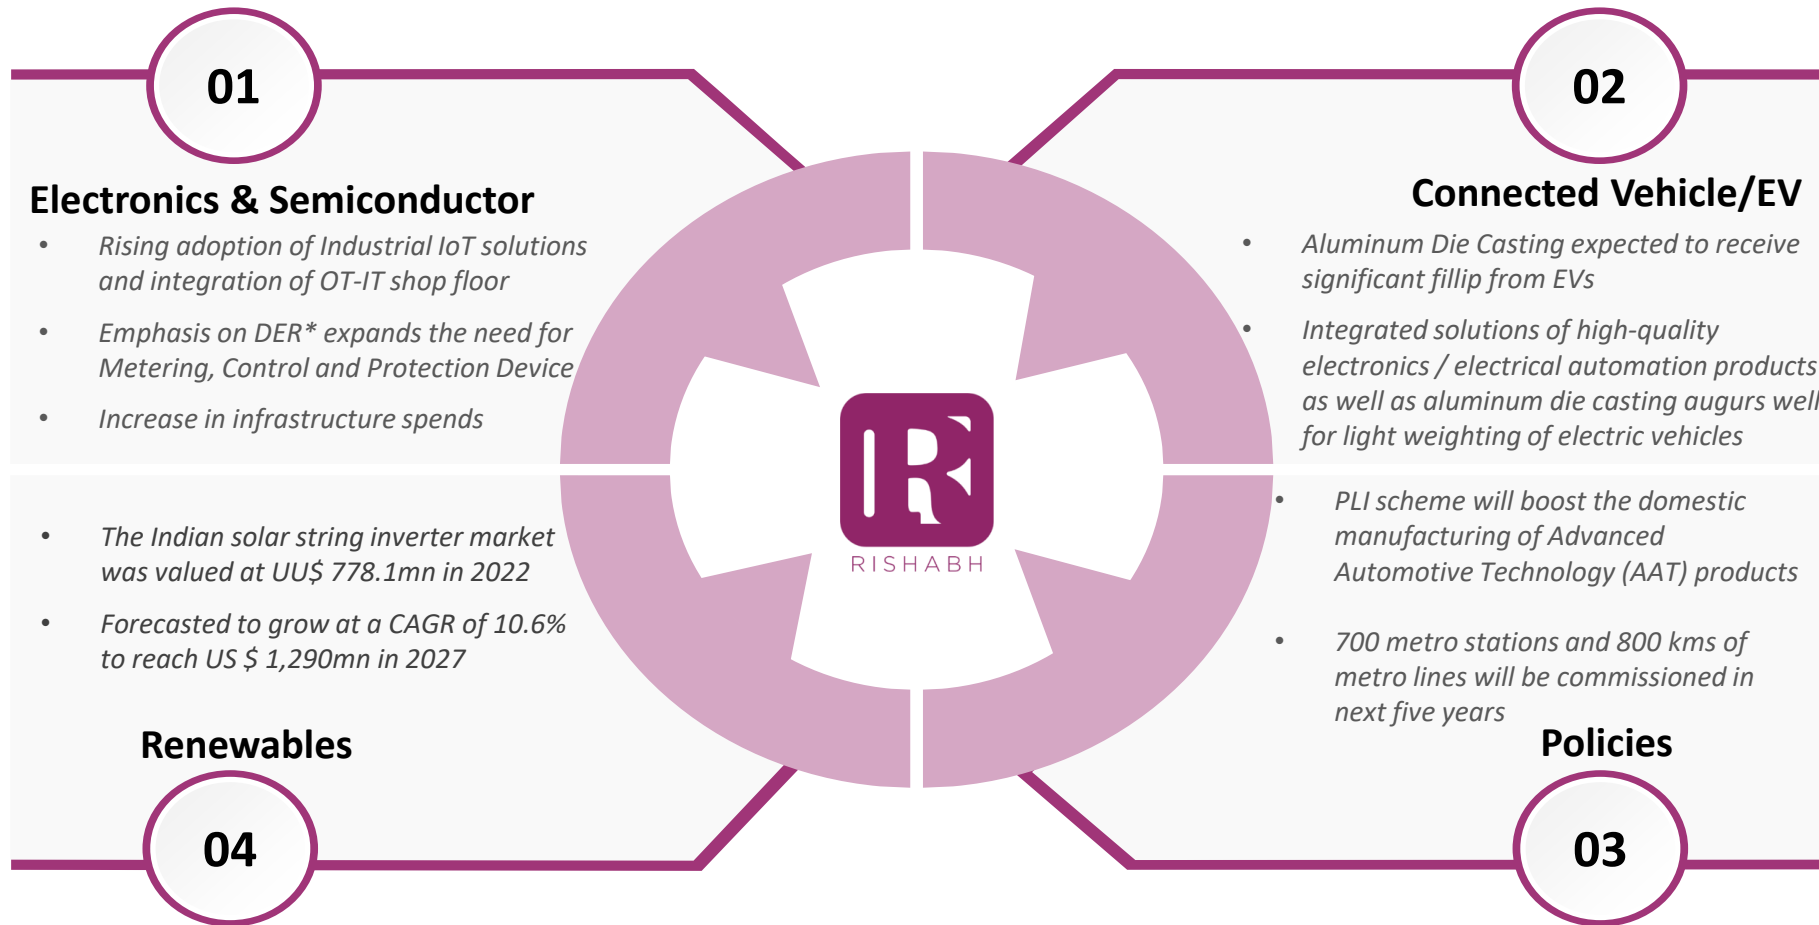 01
Electronics & Semiconductor
• Rising adoption of Industrial IoT solutions
and integration of OT-IT shop floor
• Emphasis on DER* expands the need for
Metering, Control and Protection Device
• Increase in infrastructure spends
02
Connected Vehicle/EV
• Aluminum Die Casting expected to receive
significant fillip from EVs
• Integrated solutions of high-quality
electronics / electrical automation products
as well as aluminum die casting augurs well
for light weighting of electric vehicles
RISHABH
• The Indian solar string inverter market
was valued at UU$ 778.1mn in 2022
• Forecasted to grow at a CAGR of 10.6%
to reach US $ 1,290mn in 2027
Renewables
04
• PLI scheme will boost the domestic
manufacturing of Advanced
Automotive Technology (AAT) products
• 700 metro stations and 800 kms of
metro lines will be commissioned in
next five years
Policies
03